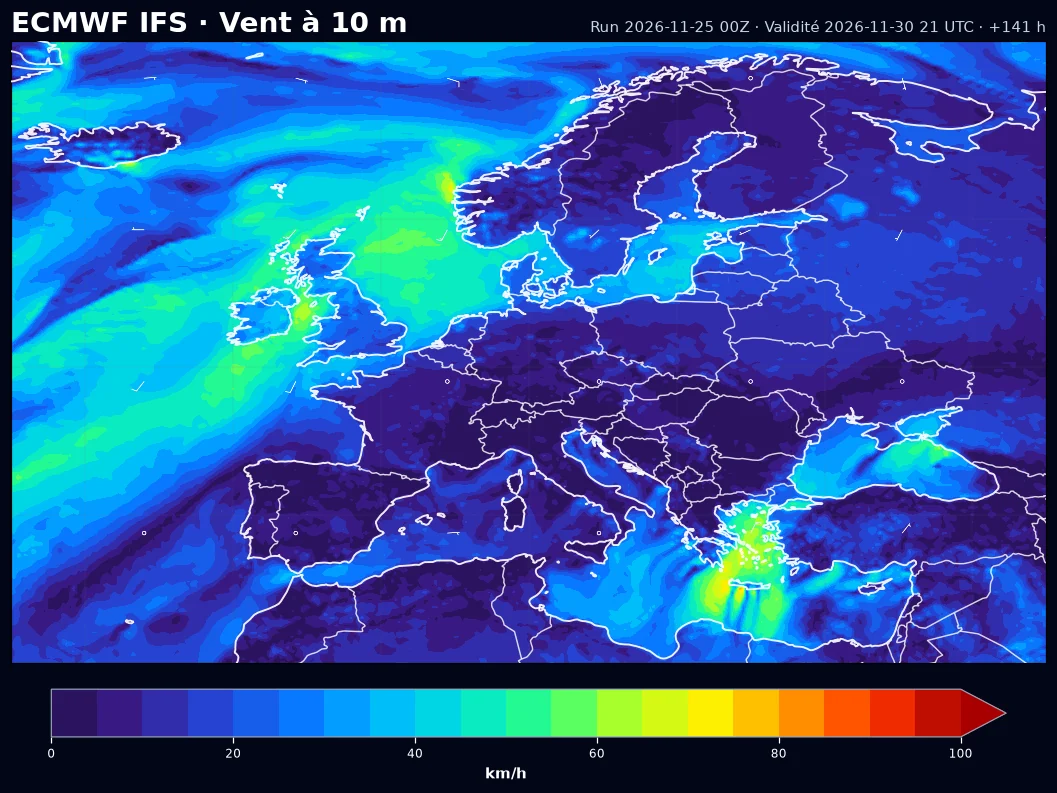 ECMWF IFS · Vent à 10 m
Run 2026-11-25 00Z · Validité 2026-11-30 21 UTC · +141 h
0 20 40 60 80 100
km/h